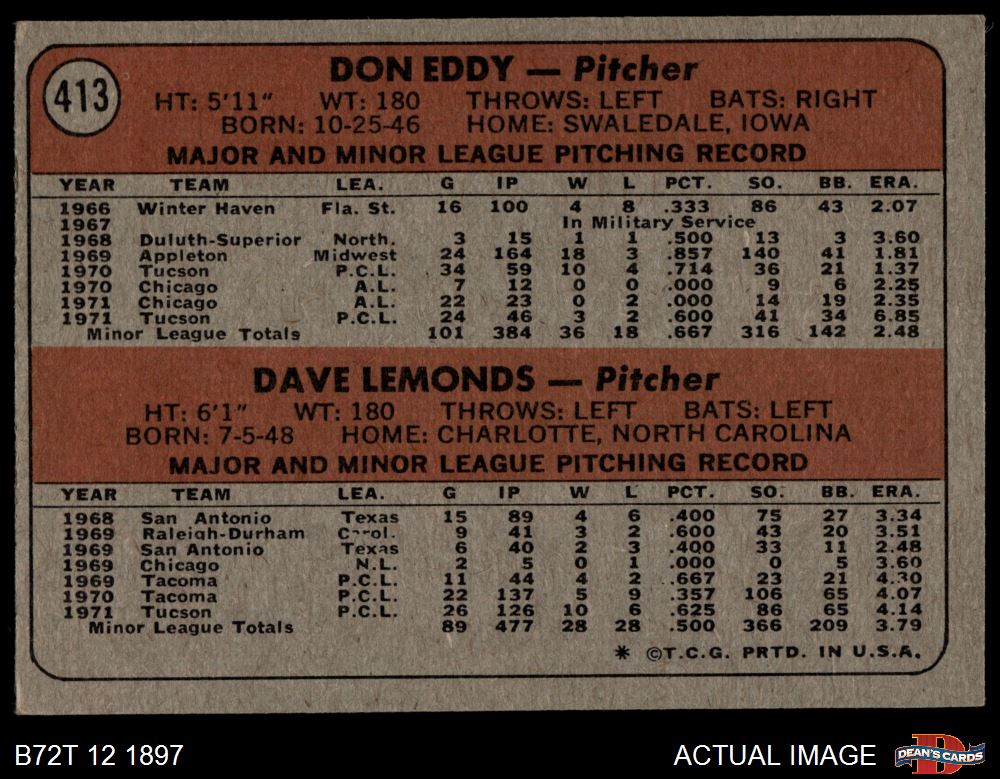 413
DON EDDY — Pitcher
HT: 5'11" WT: 180 THROWS: LEFT BATS: RIGHT
BORN: 10-25-46 HOME: SWALEDALE, IOWA
MAJOR AND MINOR LEAGUE PITCHING RECORD
YEAR TEAM LEA. G IP W L PCT. SO. BB. ERA.
1966 Winter Haven Fla. St. 16 100 4 8 .333 86 43 2.07
1967 In Military Service
1968 Duluth-Superior North. 3 15 1 1 .500 13 3 3.60
1969 Appleton Midwest 24 164 18 3 .857 140 41 1.81
1970 Tucson P.C.L. 34 59 10 4 .714 36 21 1.37
1970 Chicago A.L. 7 12 0 0 .000 9 6 2.25
1971 Chicago A.L. 22 23 0 2 .000 14 19 2.35
1971 Tucson P.C.L. 24 46 3 2 .600 41 34 6.85
Minor League Totals 101 384 36 18 .667 316 142 2.48
DAVE LEMONDS — Pitcher
HT: 6'1" WT: 180 THROWS: LEFT BATS: LEFT
BORN: 7-5-48 HOME: CHARLOTTE, NORTH CAROLINA
MAJOR AND MINOR LEAGUE PITCHING RECORD
YEAR TEAM LEA. G IP W L PCT. SO. BB. ERA.
1968 San Antonio Texas 15 89 4 6 .400 75 27 3.34
1969 Raleigh-Durham Carol. 9 41 3 2 .600 43 20 3.51
1969 San Antonio Texas 6 40 2 3 .400 33 11 2.48
1969 Chicago N.L. 2 5 0 1 .000 0 5 3.60
1969 Tacoma P.C.L. 11 44 4 2 .667 23 21 4.30
1970 Tacoma P.C.L. 22 137 5 9 .357 106 65 4.07
1971 Tucson P.C.L. 26 126 10 6 .625 86 65 4.14
Minor League Totals 89 477 28 28 .500 366 209 3.79
* ©T.C.G. PRTD. IN U.S.A.
B72T 12 1897
ACTUAL IMAGE
DEAN'S CARDS